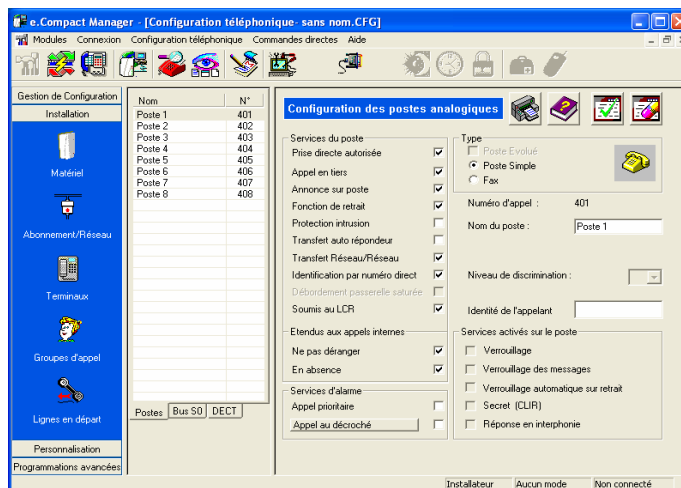 e.Compact Manager - [Configuration téléphonique- sans nom.CFG]
Modules Connexion Configuration téléphonique Commandes directes Aide
Gestion de Configuration
Installation
Matériel
Abonnement/Réseau
Terminaux
Groupes d'appel
Lignes en départ
Personnalisation
Programmations avancées
Nom N°
Poste 1 401
Poste 2 402
Poste 3 403
Poste 4 404
Poste 5 405
Poste 6 406
Poste 7 407
Poste 8 408
Postes Bus S0 DECT
Configuration des postes analogiques
Services du poste
Prise directe autorisée
Appel en tiers
Annonce sur poste
Fonction de retrait
Protection intrusion
Transfert auto répondeur
Transfert Réseau/Réseau
Identification par numéro direct
Débordement passerelle saturée
Soumis au LCR
Etendus aux appels internes
Ne pas déranger
En absence
Services d'alarme
Appel prioritaire
Appel au décroché
Type
Poste Evolué
Poste Simple
Fax
Numéro d'appel : 401
Nom du poste : Poste 1
Niveau de discrimination :
Identité de l'appelant
Services activés sur le poste
Verrouillage
Verrouillage des messages
Verrouillage automatique sur retrait
Secret (CLIR)
Réponse en interphonie
Installateur Aucun mode Non connecté